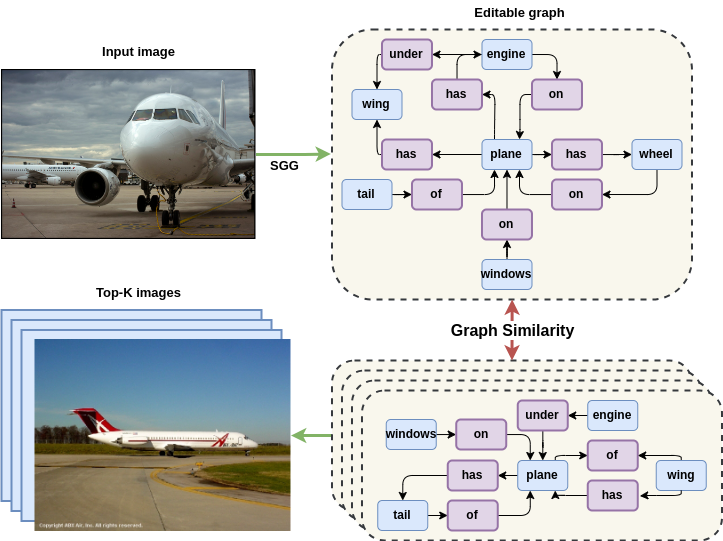 Editable graph
Input image
under
engine
has
on
wing
has
plane
has
wheel
SGG
tail
of
on
on
windows
Top-K images
Graph Similarity
under
engine
windows
on
of
has
plane
wing
has
tail
of
Copyright ABS Air, Inc. All rights reserved.